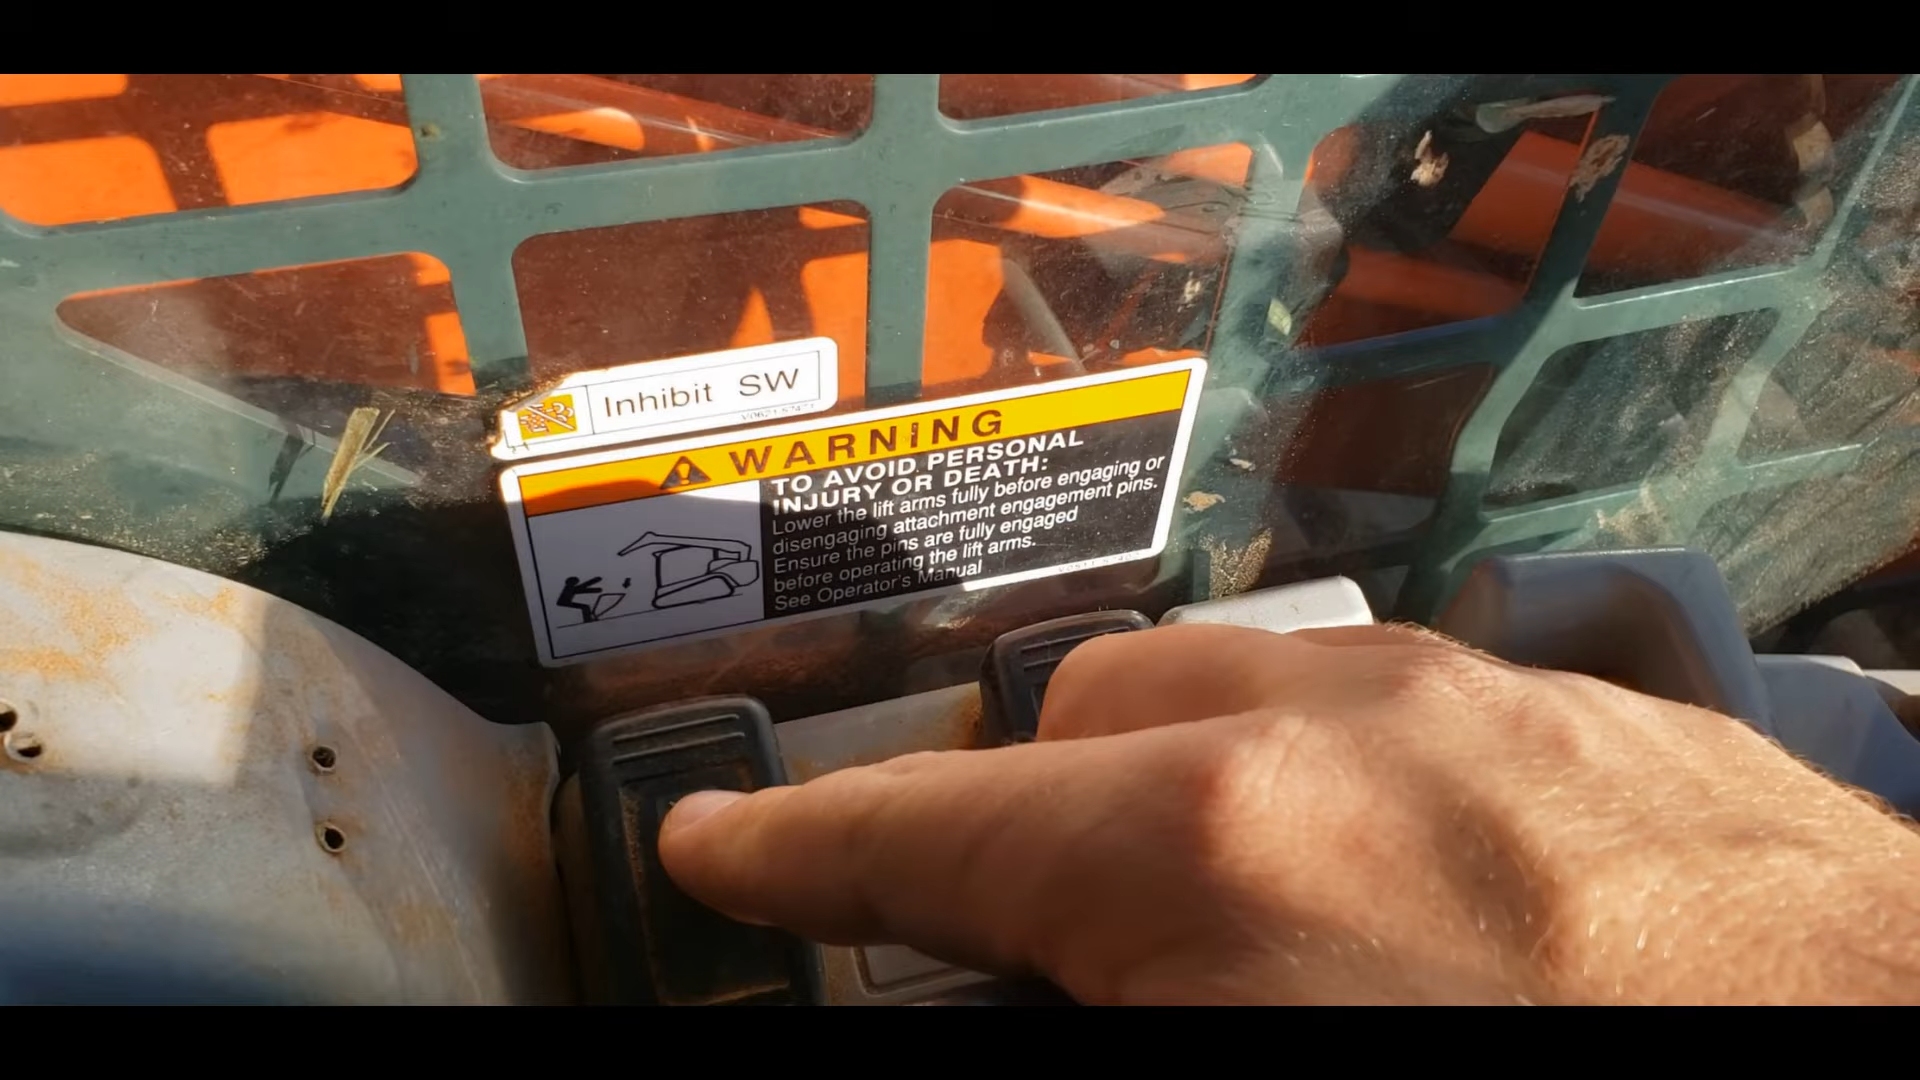 Inhibit SW
WARNING
TO AVOID PERSONAL
INJURY OR DEATH:
Lower the lift arms fully before engaging or
disengaging attachment engagement pins.
Ensure the pins are fully engaged
before operating the lift arms.
See Operator's Manual